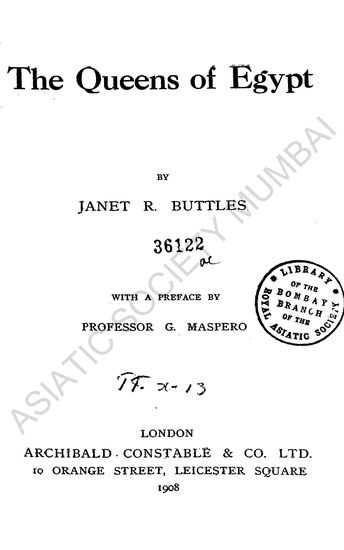 The Queens of Egypt
BY
JANET R. BUTTLES
36122
WITH A PREFACE BY
PROFESSOR G. MASPERO
LIBRARY
OF THE
BOMBAY
BRANCH
OF THE
ROYAL ASIATIC SOCIETY
x-13
LONDON
ARCHIBALD CONSTABLE & CO. LTD.
10 ORANGE STREET, LEICESTER SQUARE
1908
ASIATIC SOCIETY MUMBAI